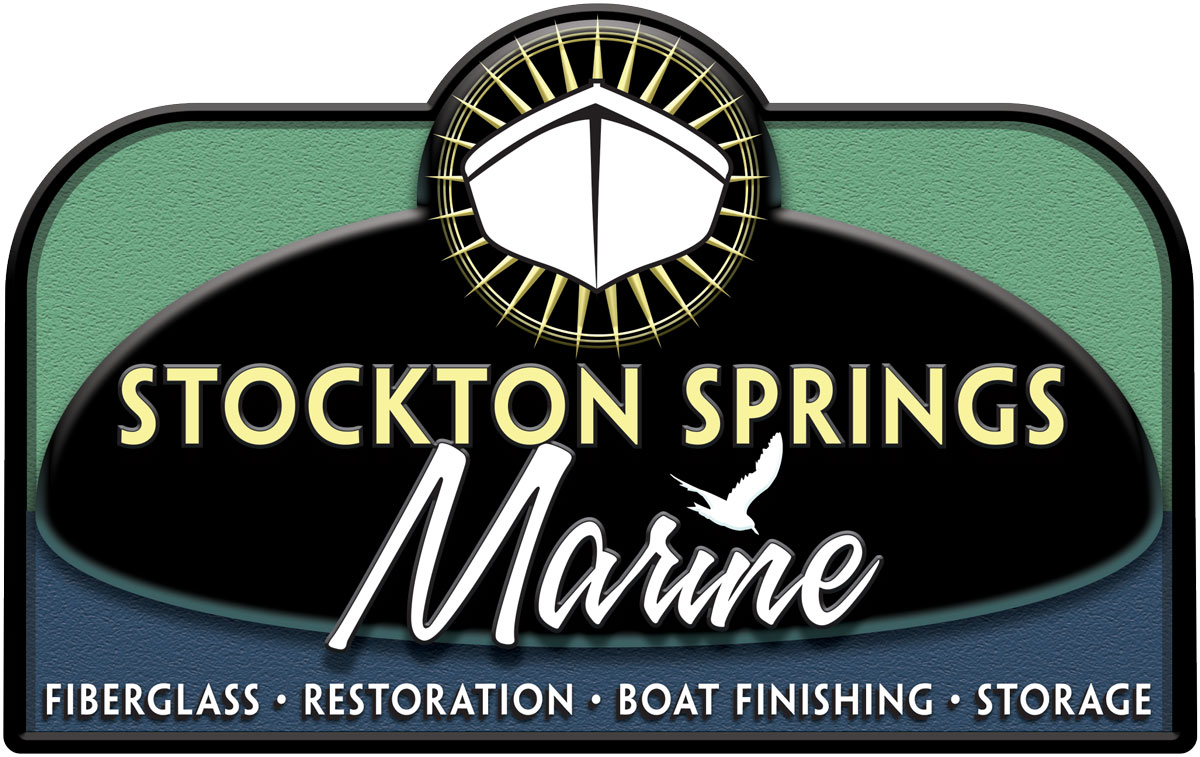 STOCKTON SPRINGS
Marine
FIBERGLASS • RESTORATION • BOAT FINISHING • STORAGE